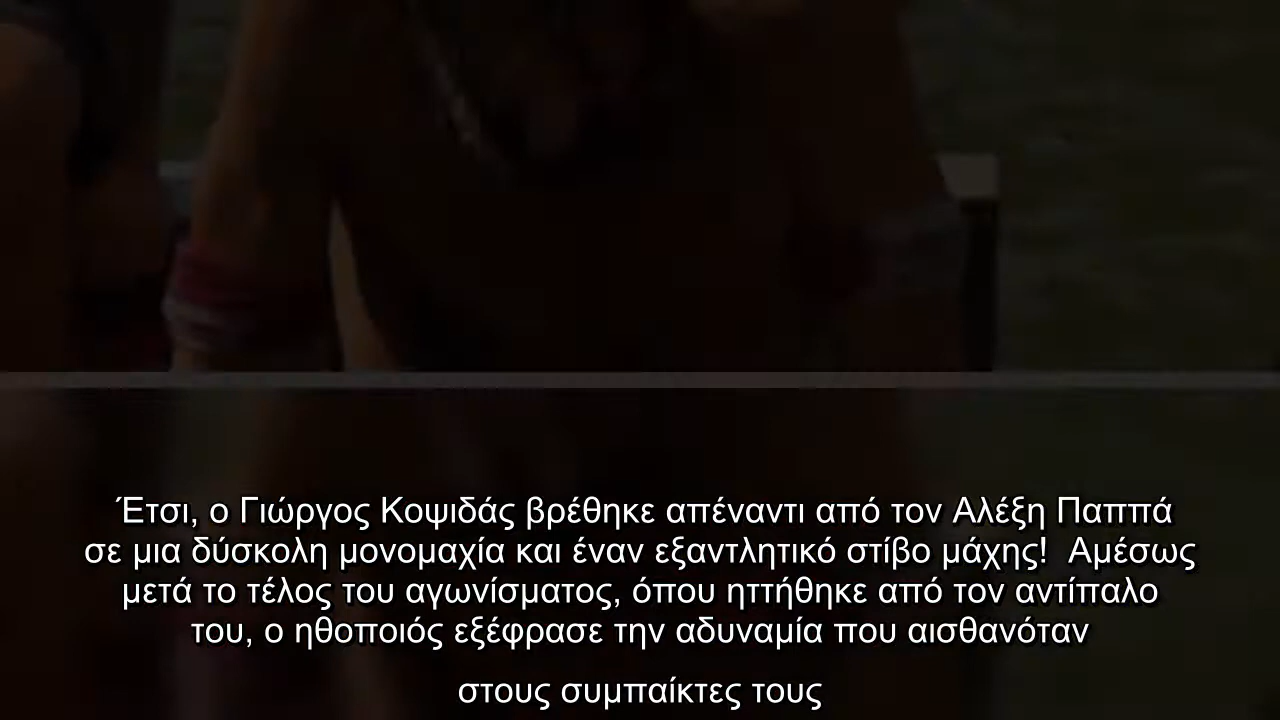 Έτσι, ο Γιώργος Κοψιδάς βρέθηκε απέναντι από τον Αλέξη Παππά
σε μια δύσκολη μονομαχία και έναν εξαντλητικό στίβο μάχης!  Αμέσως
μετά το τέλος του αγωνίσματος, όπου ηττήθηκε από τον αντίπαλο
του, ο ηθοποιός εξέφρασε την αδυναμία που αισθανόταν
στους συμπαίκτες τους